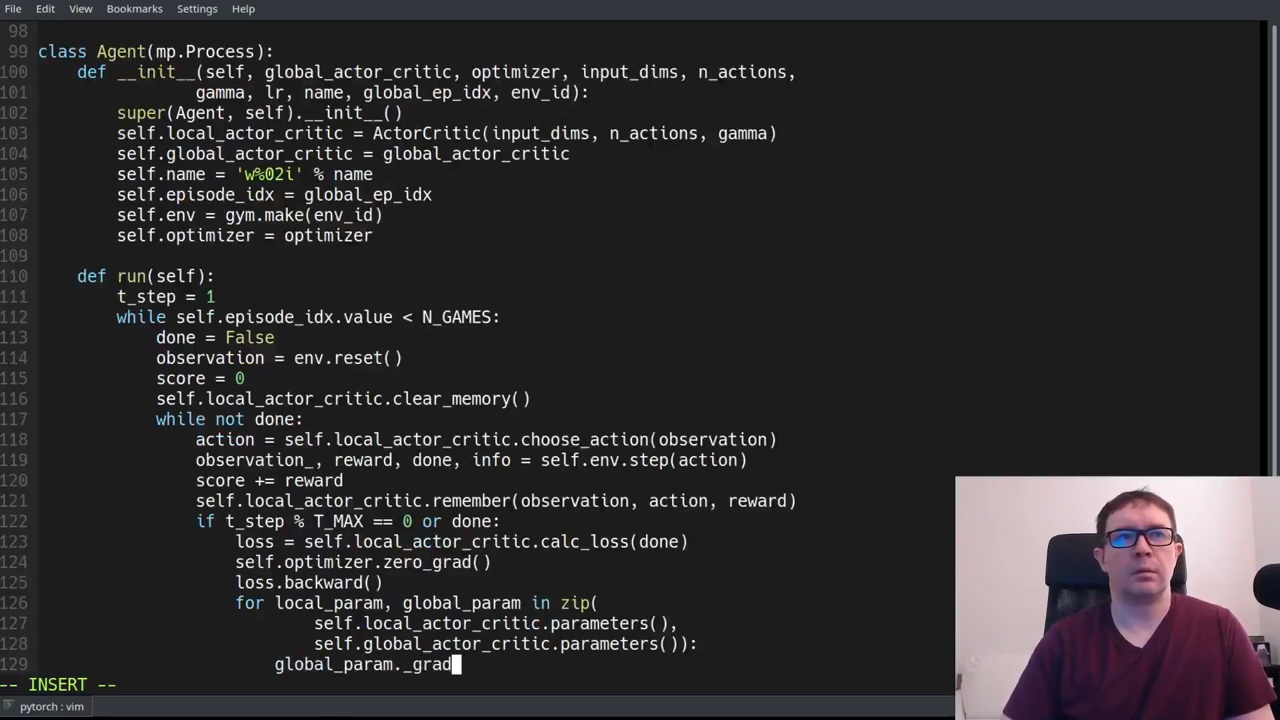 File Edit View Bookmarks Settings Help
98
99 class Agent(mp.Process):
100     def __init__(self, global_actor_critic, optimizer, input_dims, n_actions,
101                 gamma, lr, name, global_ep_idx, env_id):
102         super(Agent, self).__init__()
103         self.local_actor_critic = ActorCritic(input_dims, n_actions, gamma)
104         self.global_actor_critic = global_actor_critic
105         self.name = 'w%02i' % name
106         self.episode_idx = global_ep_idx
107         self.env = gym.make(env_id)
108         self.optimizer = optimizer
109
110     def run(self):
111         t_step = 1
112         while self.episode_idx.value < N_GAMES:
113             done = False
114             observation = env.reset()
115             score = 0
116             self.local_actor_critic.clear_memory()
117             while not done:
118                 action = self.local_actor_critic.choose_action(observation)
119                 observation_, reward, done, info = self.env.step(action)
120                 score += reward
121                 self.local_actor_critic.remember(observation, action, reward)
122                 if t_step % T_MAX == 0 or done:
123                     loss = self.local_actor_critic.calc_loss(done)
124                     self.optimizer.zero_grad()
125                     loss.backward()
126                     for local_param, global_param in zip(
127                             self.local_actor_critic.parameters(),
128                             self.global_actor_critic.parameters()):
129                         global_param._grad
-- INSERT --
pytorch : vim